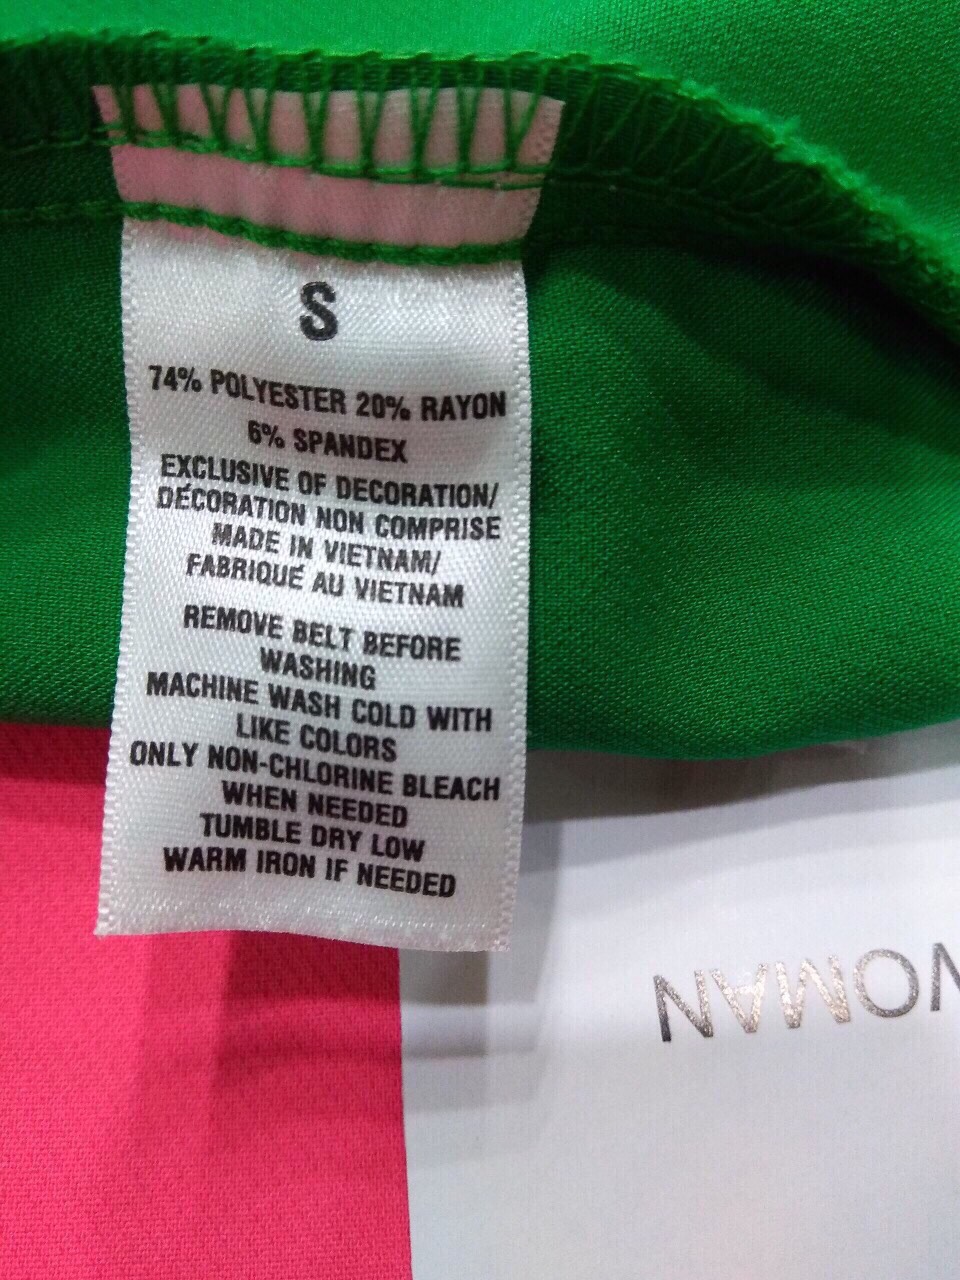 S
74% POLYESTER 20% RAYON
6% SPANDEX
EXCLUSIVE OF DECORATION/
DÉCORATION NON COMPRISE
MADE IN VIETNAM/
FABRIQUÉ AU VIETNAM
REMOVE BELT BEFORE
WASHING
MACHINE WASH COLD WITH
LIKE COLORS
ONLY NON-CHLORINE BLEACH
WHEN NEEDED
TUMBLE DRY LOW
WARM IRON IF NEEDED
WOMAN